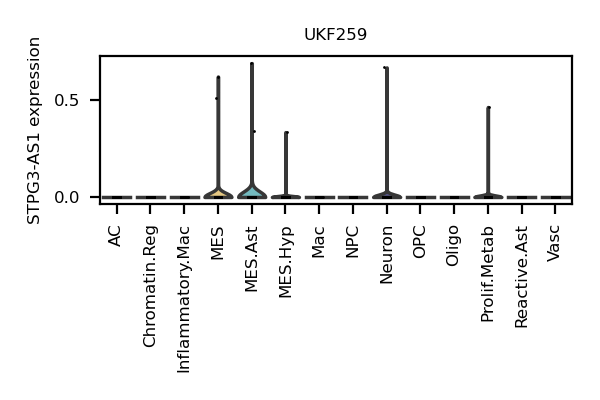 UKF259
STPG3-AS1 expression
0.5
0.0
AC
Chromatin.Reg
Inflammatory.Mac
MES
MES.Ast
MES.Hyp
Mac
NPC
Neuron
OPC
Oligo
Prolif.Metab
Reactive.Ast
Vasc